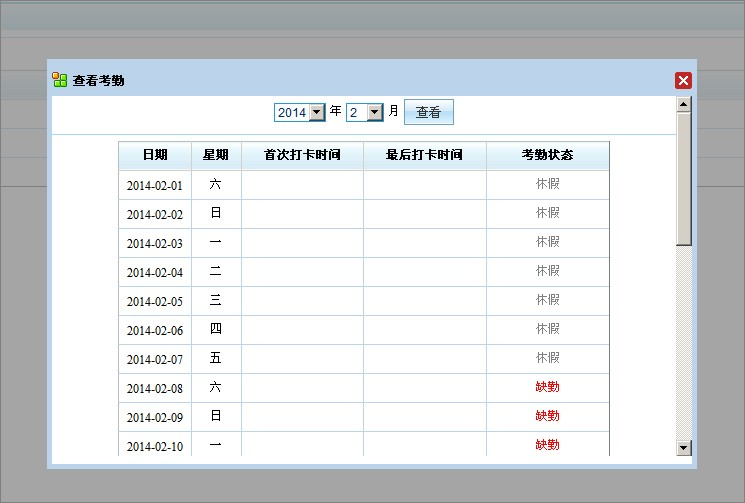 查看考勤
2014 年 2 月 查看
日期 星期 首次打卡时间 最后打卡时间 考勤状态
2014-02-01 六 休假
2014-02-02 日 休假
2014-02-03 一 休假
2014-02-04 二 休假
2014-02-05 三 休假
2014-02-06 四 休假
2014-02-07 五 休假
2014-02-08 六 缺勤
2014-02-09 日 缺勤
2014-02-10 一 缺勤